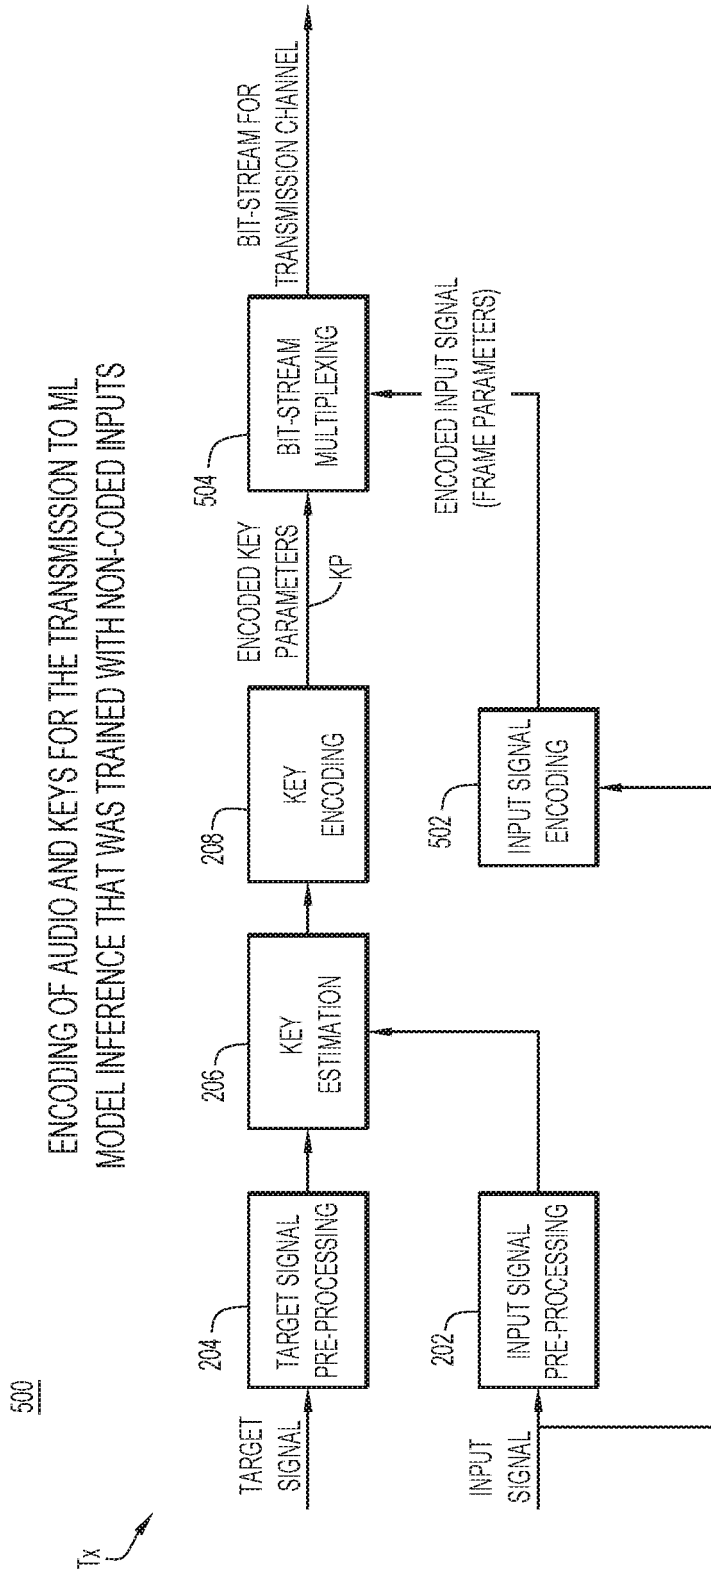 500
Tx
ENCODING OF AUDIO AND KEYS FOR THE TRANSMISSION TO ML
MODEL INFERENCE THAT WAS TRAINED WITH NON-CODED INPUTS
TARGET
SIGNAL
204
TARGET SIGNAL
PRE-PROCESSING
206
KEY
ESTIMATION
208
KEY
ENCODING
ENCODED KEY
PARAMETERS
KP
504
BIT-STREAM
MULTIPLEXING
BIT-STREAM FOR
TRANSMISSION CHANNEL
INPUT
SIGNAL
202
INPUT SIGNAL
PRE-PROCESSING
502
INPUT SIGNAL
ENCODING
ENCODED INPUT SIGNAL
(FRAME PARAMETERS)